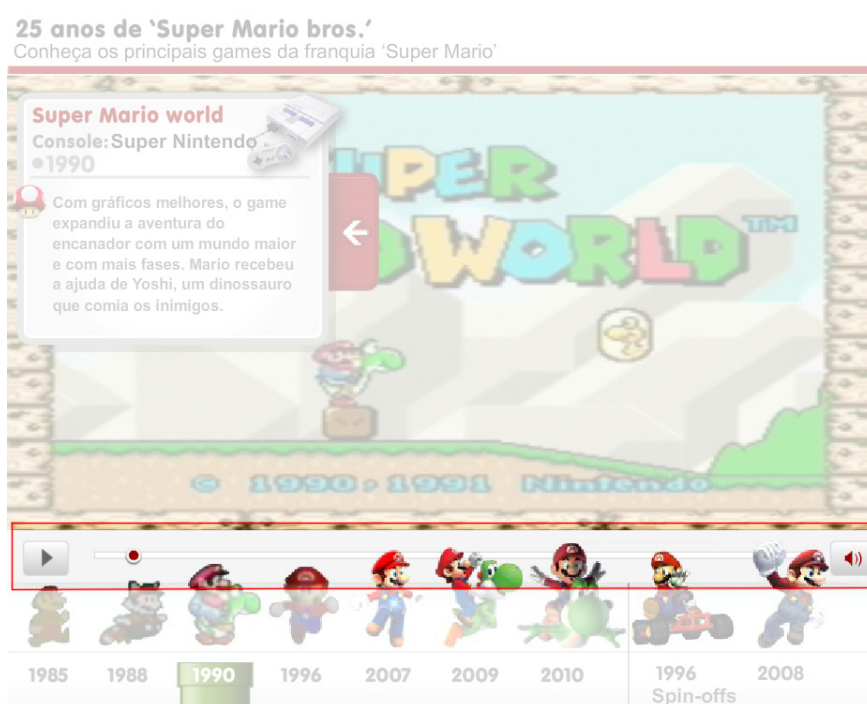 25 anos de 'Super Mario bros.'
Conheça os principais games da franquia 'Super Mario'
Super Mario world
Console: Super Nintendo
1990
Com gráficos melhores, o game
expandiu a aventura do
encanador com um mundo maior
e com mais fases. Mario recebeu
a ajuda de Yoshi, um dinossauro
que comia os inimigos.
WORLD™
© 1990, 1991 Nintendo
1985 1988 1990 1996 2007 2009 2010 1996 2008
Spin-offs